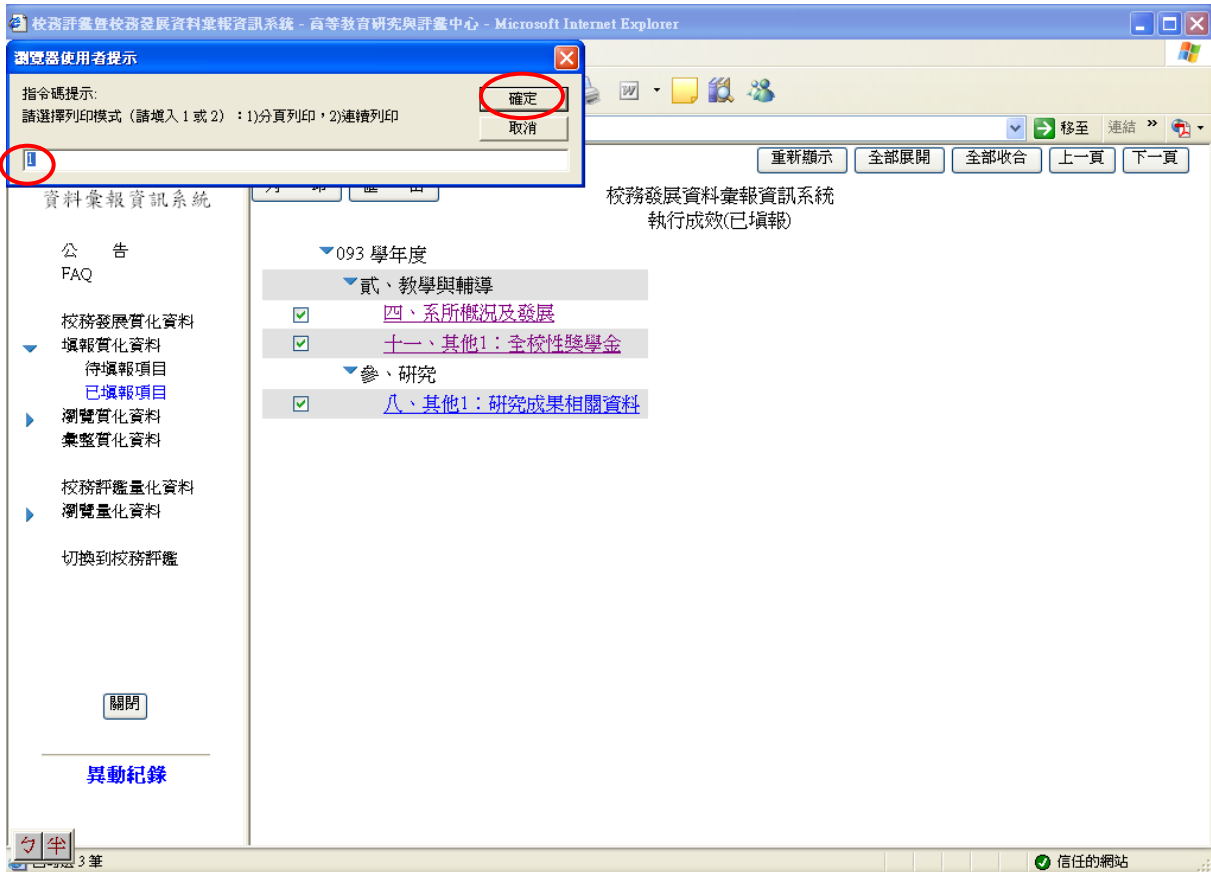 校務評鑑暨校務發展資料彙報資訊系統 - 高等教育研究與評鑑中心 - Microsoft Internet Explorer
瀏覽器使用者提示
指令碼提示:
請選擇列印模式（請填入 1 或 2）：1)分頁列印，2)連續列印
確定
取消
1
移至
連結
重新顯示
全部展開
全部收合
上一頁
下一頁
資料彙報資訊系統
公 告
FAQ
校務發展質化資料
填報質化資料
待填報項目
已填報項目
瀏覽質化資料
彙整質化資料
校務評鑑量化資料
瀏覽量化資料
切換到校務評鑑
關閉
異動紀錄
列 印
匯 出
校務發展資料彙報資訊系統
執行成效(已填報)
093 學年度
貳、教學與輔導
四、系所概況及發展
十一、其他1：全校性獎學金
參、研究
八、其他1：研究成果相關資料
ㄅ 半
3 筆
信任的網站